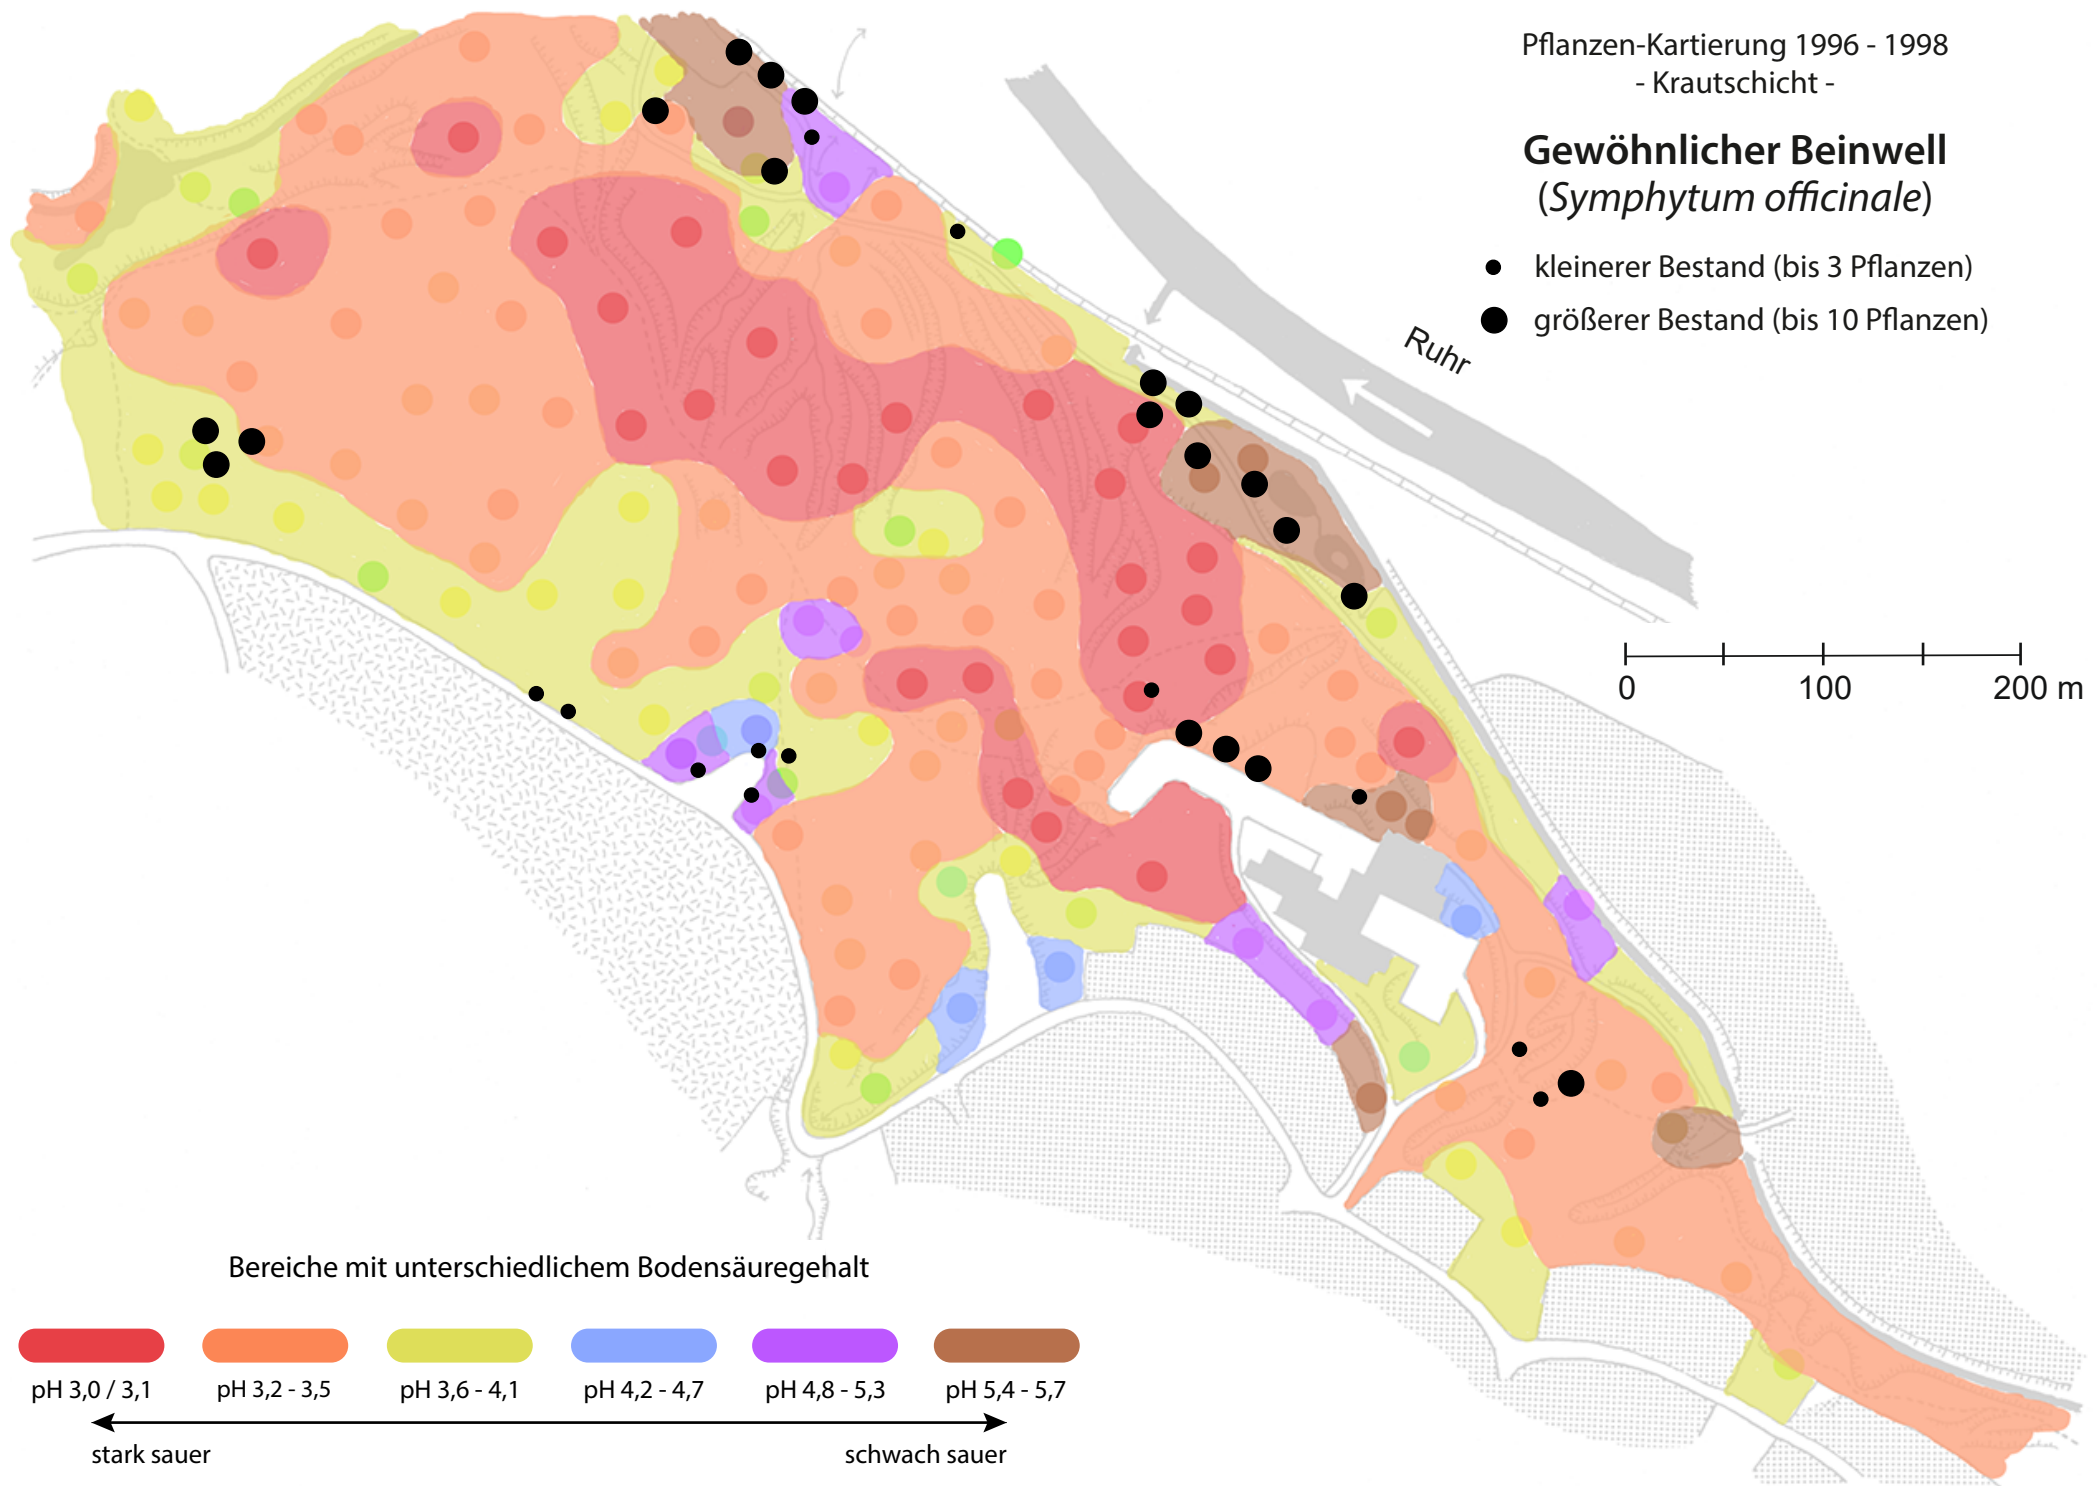 Pflanzen-Kartierung 1996 - 1998
- Krautschicht -
Gewöhnlicher Beinwell
(Symphytum officinale)
kleinerer Bestand (bis 3 Pflanzen)
größerer Bestand (bis 10 Pflanzen)
Ruhr
0 100 200 m
Bereiche mit unterschiedlichem Bodensäuregehalt
pH 3,0 / 3,1 pH 3,2 - 3,5 pH 3,6 - 4,1 pH 4,2 - 4,7 pH 4,8 - 5,3 pH 5,4 - 5,7
stark sauer schwach sauer